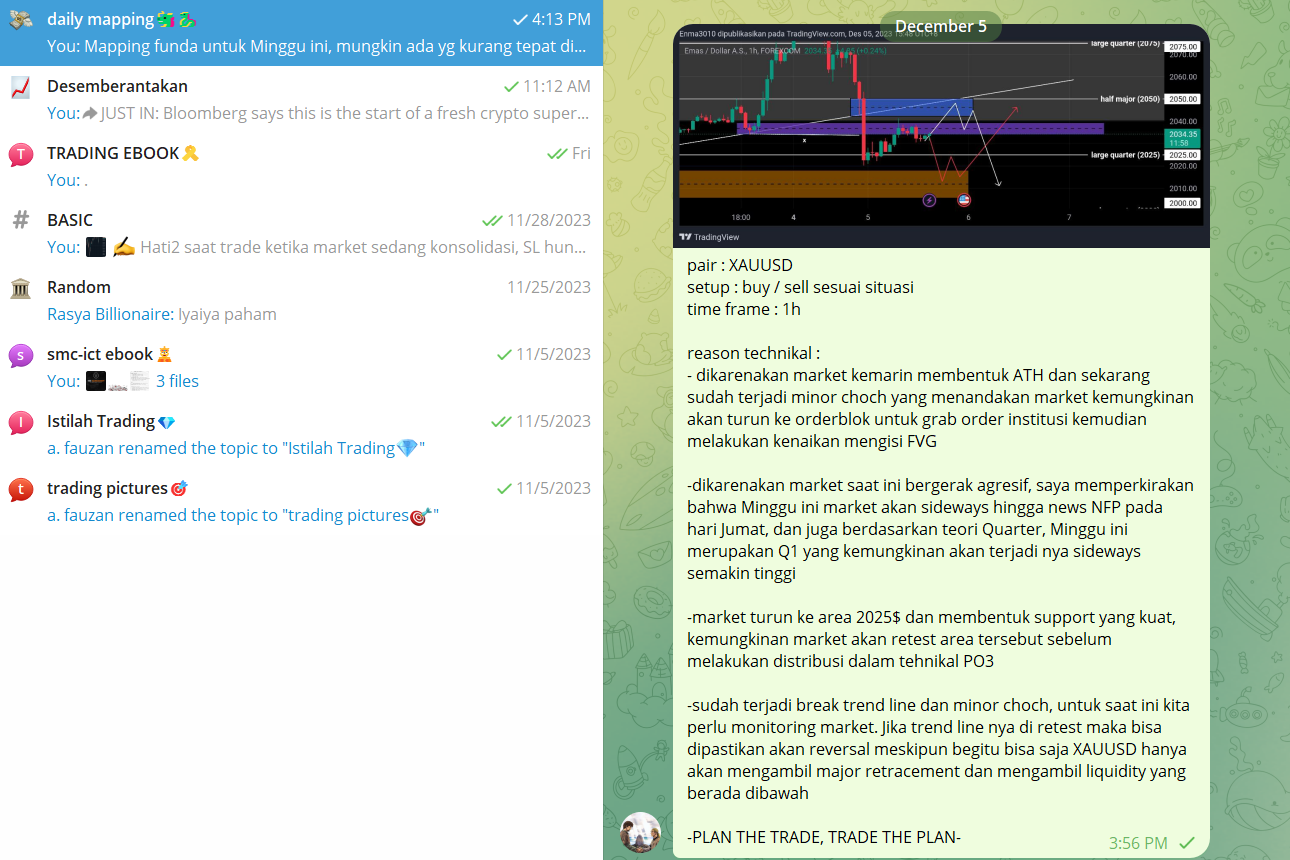 daily mapping🐲🐉
4:13 PM
You: Mapping funda untuk Minggu ini, mungkin ada yg kurang tepat di...
Desemberantakan
11:12 AM
You: JUST IN: Bloomberg says this is the start of a fresh crypto super...
T
TRADING EBOOK🎗
Fri
You: .
#
BASIC
11/28/2023
You: ✍ Hati2 saat trade ketika market sedang konsolidasi, SL hun...
Random
11/25/2023
Rasya Billionaire: Iyaiya paham
s
smc-ict ebook
11/5/2023
You: 3 files
I
Istilah Trading💎
11/5/2023
a. fauzan renamed the topic to "Istilah Trading💎"
t
trading pictures🎯
11/5/2023
a. fauzan renamed the topic to "trading pictures🎯"
December 5
Enma3010 dipublikasikan pada TradingView.com, Des 05, 2023
Emas / Dollar A.S., 1h, FOREXCOM
large quarter (2075)
2075.00
2070.00
2060.00
half major (2050)
2050.00
2040.00
2034.35
11:58
large quarter (2025)
2025.00
2020.00
2010.00
2000.00
x
18:00
4
5
6
7
TradingView
pair : XAUUSD
setup : buy / sell sesuai situasi
time frame : 1h
reason technikal :
- dikarenakan market kemarin membentuk ATH dan sekarang
sudah terjadi minor choch yang menandakan market kemungkinan
akan turun ke orderblok untuk grab order institusi kemudian
melakukan kenaikan mengisi FVG
-dikarenakan market saat ini bergerak agresif, saya memperkirakan
bahwa Minggu ini market akan sideways hingga news NFP pada
hari Jumat, dan juga berdasarkan teori Quarter, Minggu ini
merupakan Q1 yang kemungkinan akan terjadi nya sideways
semakin tinggi
-market turun ke area 2025$ dan membentuk support yang kuat,
kemungkinan market akan retest area tersebut sebelum
melakukan distribusi dalam tehnikal PO3
-sudah terjadi break trend line dan minor choch, untuk saat ini kita
perlu monitoring market. Jika trend line nya di retest maka bisa
dipastikan akan reversal meskipun begitu bisa saja XAUUSD hanya
akan mengambil major retracement dan mengambil liquidity yang
berada dibawah
-PLAN THE TRADE, TRADE THE PLAN-
3:56 PM